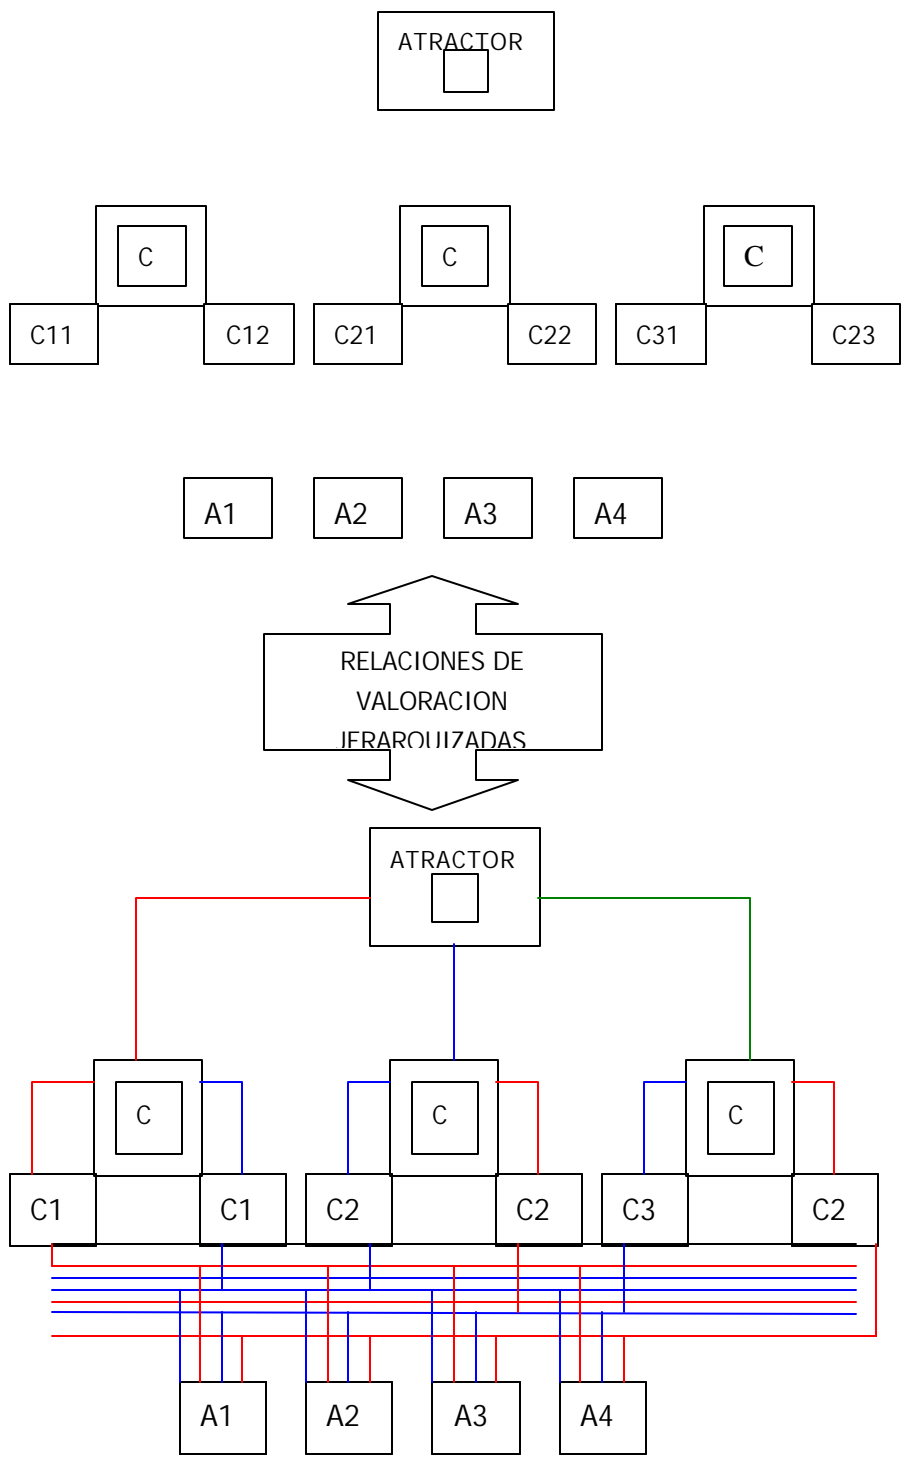 ATRACTOR
C C C
C11 C12 C21 C22 C31 C23
A1 A2 A3 A4
RELACIONES DE
VALORACION
JERARQUIZADAS
ATRACTOR
C C C
C1 C1 C2 C2 C3 C2
A1 A2 A3 A4